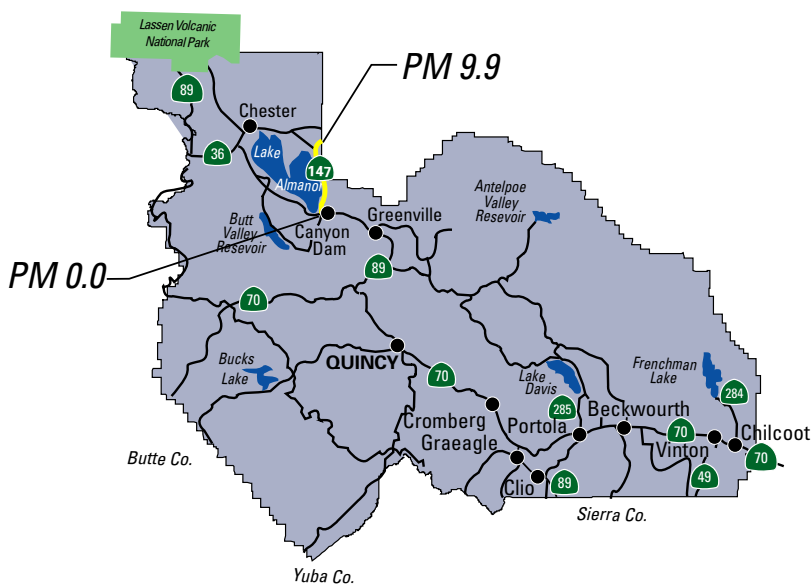 Lassen Volcanic
National Park
PM 9.9
89
Chester
36
Lake
Almanor
147
Antelpoe
Valley
Resevoir
Butt
Valley
Resevoir
Canyon
Dam
Greenville
PM 0.0
89
70
Bucks
Lake
QUINCY
70
Lake
Davis
Frenchman
Lake
284
285
Cromberg
Graeagle
Portola
Beckwourth
70
Vinton
Chilcoot
70
Butte Co.
Clio
89
49
Sierra Co.
Yuba Co.